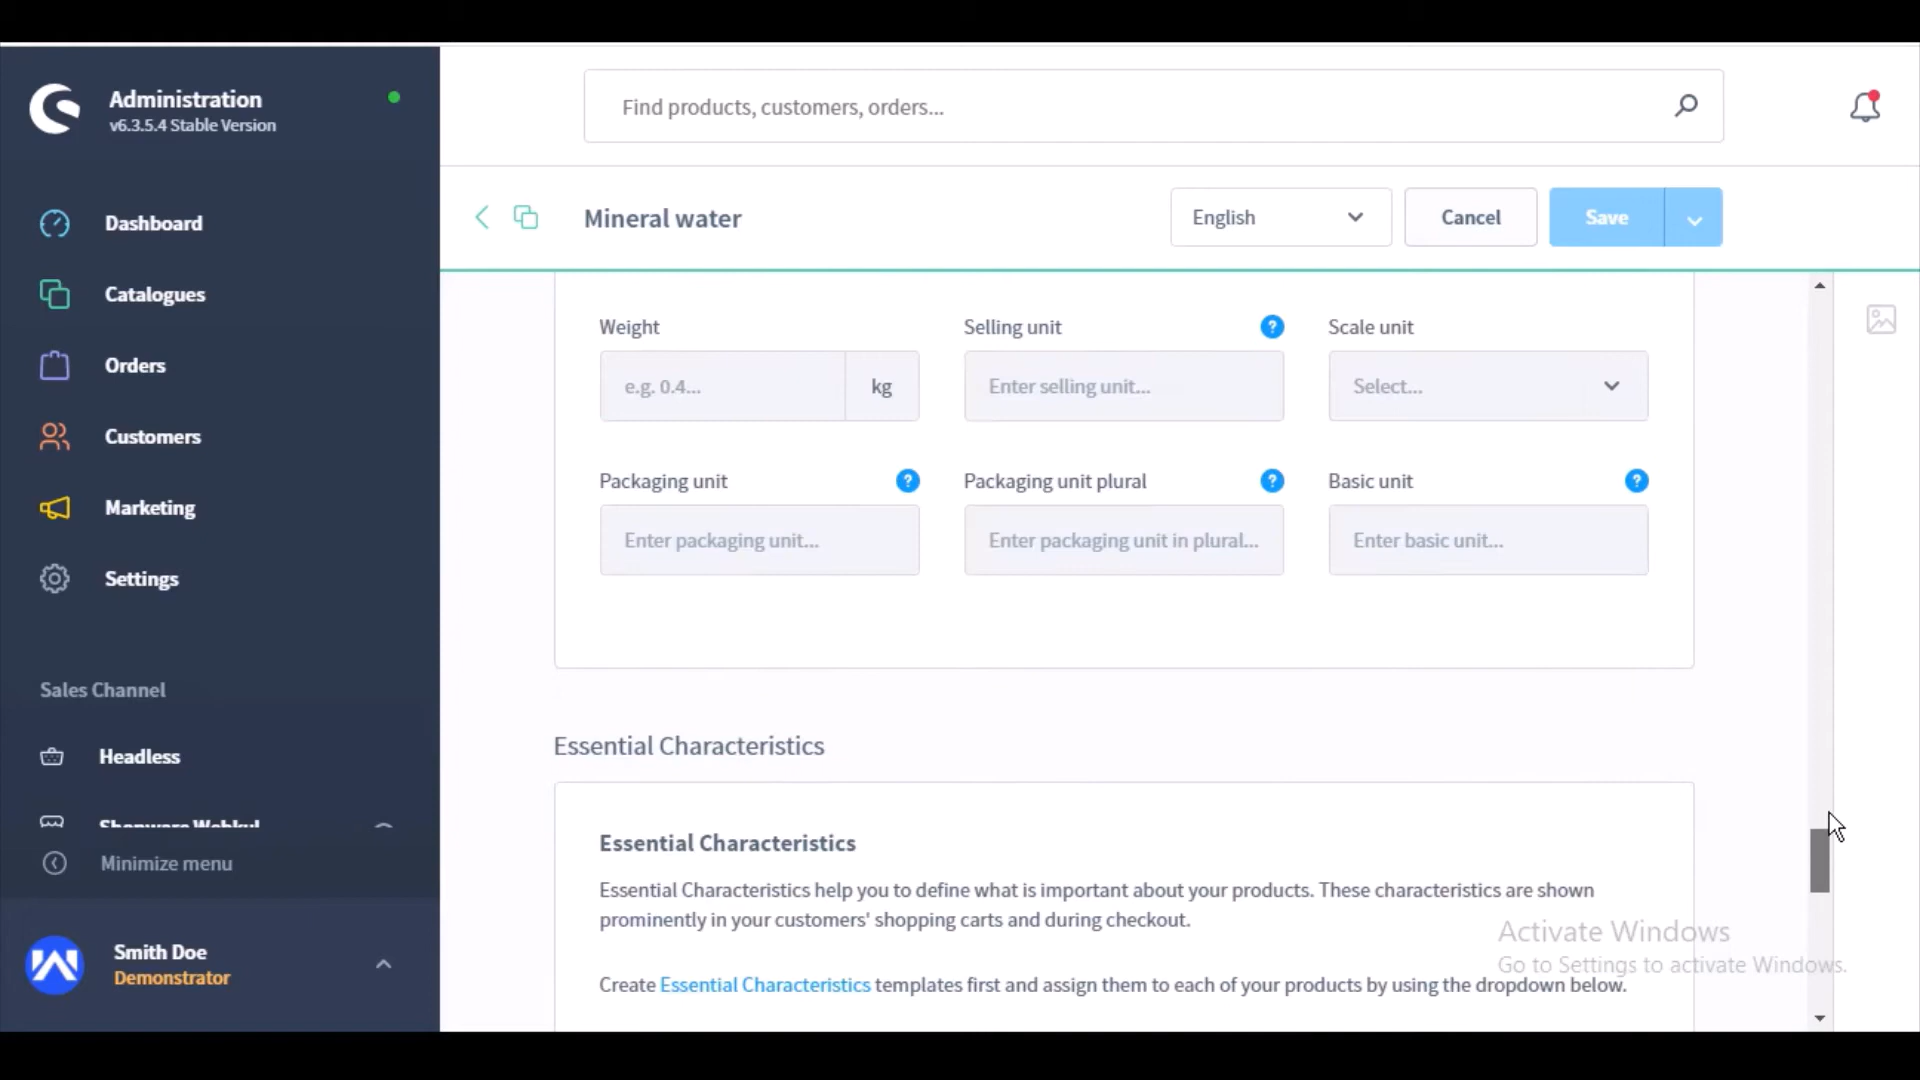 Administration
v6.3.5.4 Stable Version
Find products, customers, orders...
Mineral water
English
Cancel
Save
Dashboard
Catalogues
Orders
Customers
Marketing
Settings
Sales Channel
Headless
Shopware Webkul
Minimize menu
Smith Doe
Demonstrator
Weight
Selling unit
?
Scale unit
e.g. 0.4...
kg
Enter selling unit...
Select...
Packaging unit
?
Packaging unit plural
?
Basic unit
?
Enter packaging unit...
Enter packaging unit in plural...
Enter basic unit...
Essential Characteristics
Essential Characteristics
Essential Characteristics help you to define what is important about your products. These characteristics are shown
prominently in your customers' shopping carts and during checkout.
Create Essential Characteristics templates first and assign them to each of your products by using the dropdown below.
Activate Windows
Go to Settings to activate Windows.